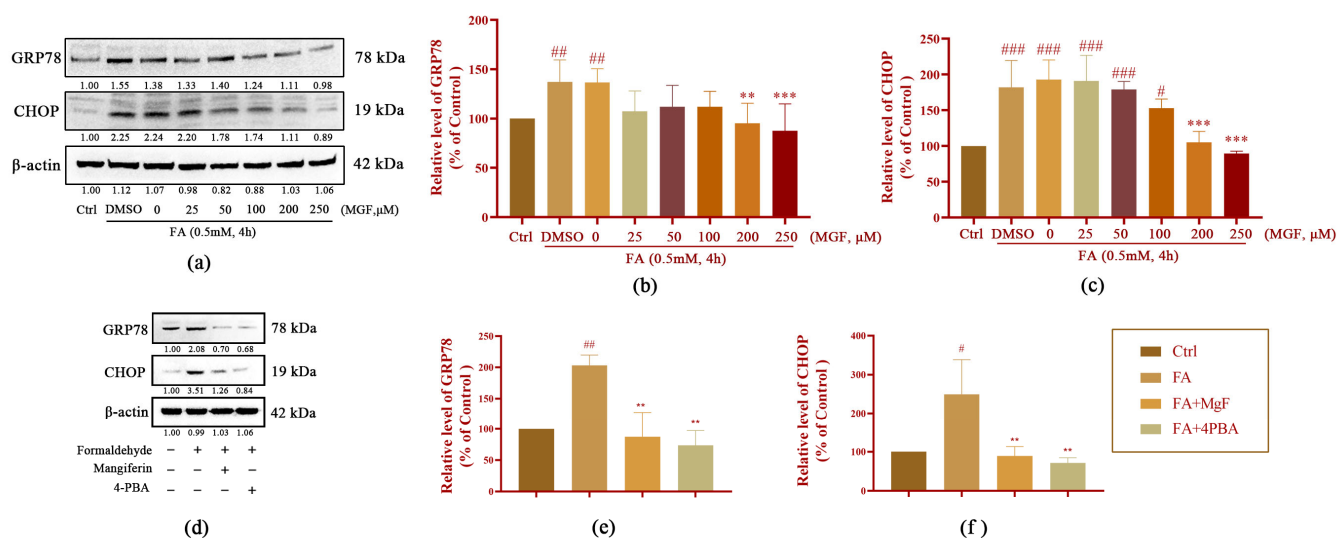 GRP78 78 kDa
1.00 1.55 1.38 1.33 1.40 1.24 1.11 0.98
CHOP 19 kDa
1.00 2.25 2.24 2.20 1.78 1.74 1.11 0.89
β-actin 42 kDa
1.00 1.12 1.07 0.98 0.82 0.88 1.03 1.06
Ctrl DMSO 0 25 50 100 200 250 (MGF,μM)
FA (0.5mM, 4h)
(a)
Relative level of GRP78
(% of Control)
200
150
100
50
0
## ## ** ***
Ctrl DMSO 0 25 50 100 200 250 (MGF, μM)
FA (0.5mM, 4h)
(b)
Relative level of CHOP
(% of Control)
250
200
150
100
50
0
### ### ### ### # *** ***
Ctrl DMSO 0 25 50 100 200 250 (MGF, μM)
FA (0.5mM, 4h)
(c)
GRP78 78 kDa
1.00 2.08 0.70 0.68
CHOP 19 kDa
1.00 3.51 1.26 0.84
β-actin 42 kDa
1.00 0.99 1.03 1.06
Formaldehyde − + + +
Mangiferin − − + −
4-PBA − − − +
(d)
Relative level of GRP78
(% of Control)
250
200
150
100
50
0
## ** **
(e)
Relative level of CHOP
(% of Control)
400
300
200
100
0
# ** **
(f)
Ctrl
FA
FA+MgF
FA+4PBA